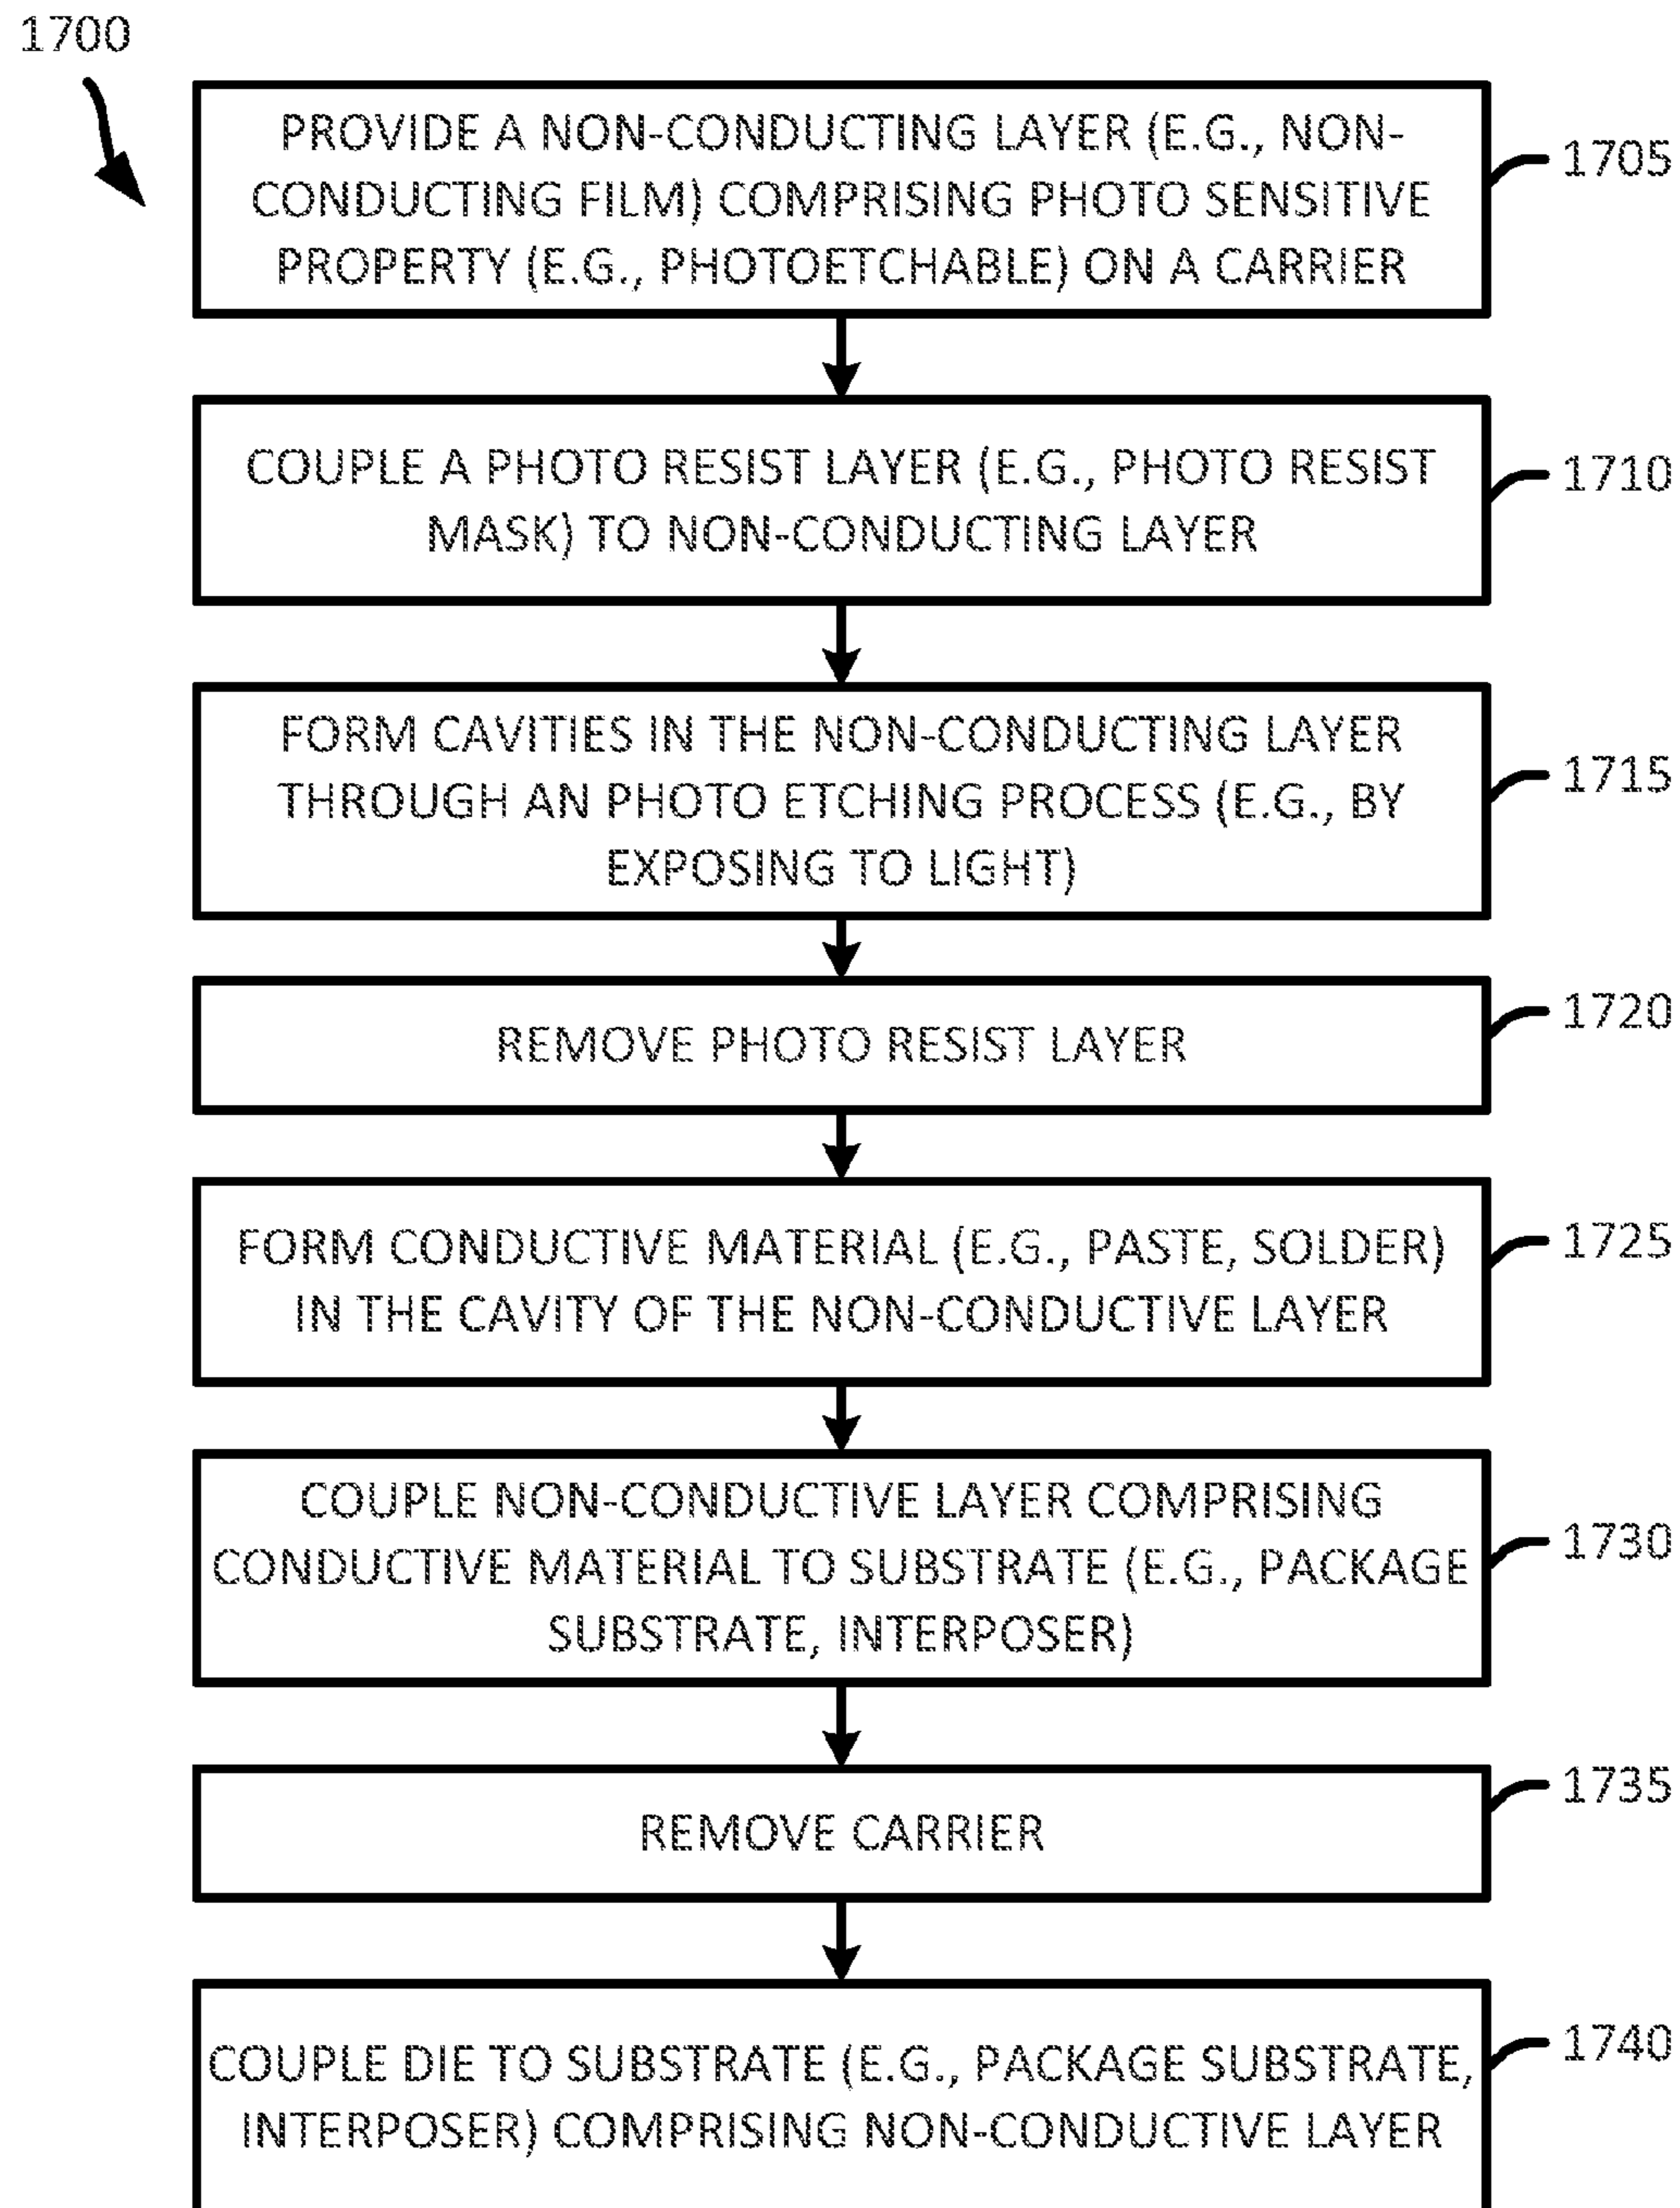 1700
PROVIDE A NON-CONDUCTING LAYER (E.G., NON-
CONDUCTING FILM) COMPRISING PHOTO SENSITIVE
PROPERTY (E.G., PHOTOETCHABLE) ON A CARRIER
1705
COUPLE A PHOTO RESIST LAYER (E.G., PHOTO RESIST
MASK) TO NON-CONDUCTING LAYER
1710
FORM CAVITIES IN THE NON-CONDUCTING LAYER
THROUGH AN PHOTO ETCHING PROCESS (E.G., BY
EXPOSING TO LIGHT)
1715
REMOVE PHOTO RESIST LAYER
1720
FORM CONDUCTIVE MATERIAL (E.G., PASTE, SOLDER)
IN THE CAVITY OF THE NON-CONDUCTIVE LAYER
1725
COUPLE NON-CONDUCTIVE LAYER COMPRISING
CONDUCTIVE MATERIAL TO SUBSTRATE (E.G., PACKAGE
SUBSTRATE, INTERPOSER)
1730
REMOVE CARRIER
1735
COUPLE DIE TO SUBSTRATE (E.G., PACKAGE SUBSTRATE,
INTERPOSER) COMPRISING NON-CONDUCTIVE LAYER
1740